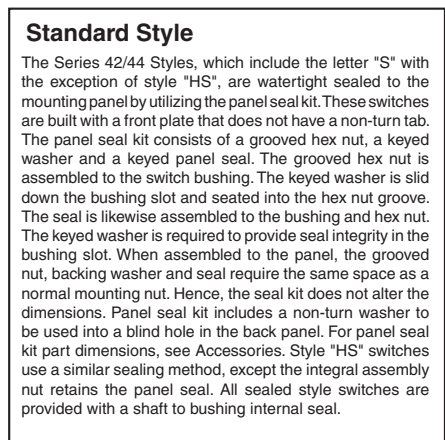 Standard Style
The Series 42/44 Styles, which include the letter "S" with
the exception of style "HS", are watertight sealed to the
mounting panel by utilizing the panel seal kit. These switches
are built with a front plate that does not have a non-turn tab.
The panel seal kit consists of a grooved hex nut, a keyed
washer and a keyed panel seal. The grooved hex nut is
assembled to the switch bushing. The keyed washer is slid
down the bushing slot and seated into the hex nut groove.
The seal is likewise assembled to the bushing and hex nut.
The keyed washer is required to provide seal integrity in the
bushing slot. When assembled to the panel, the grooved
nut, backing washer and seal require the same space as a
normal mounting nut. Hence, the seal kit does not alter the
dimensions. Panel seal kit includes a non-turn washer to
be used into a blind hole in the back panel. For panel seal
kit part dimensions, see Accessories. Style "HS" switches
use a similar sealing method, except the integral assembly
nut retains the panel seal. All sealed style switches are
provided with a shaft to bushing internal seal.